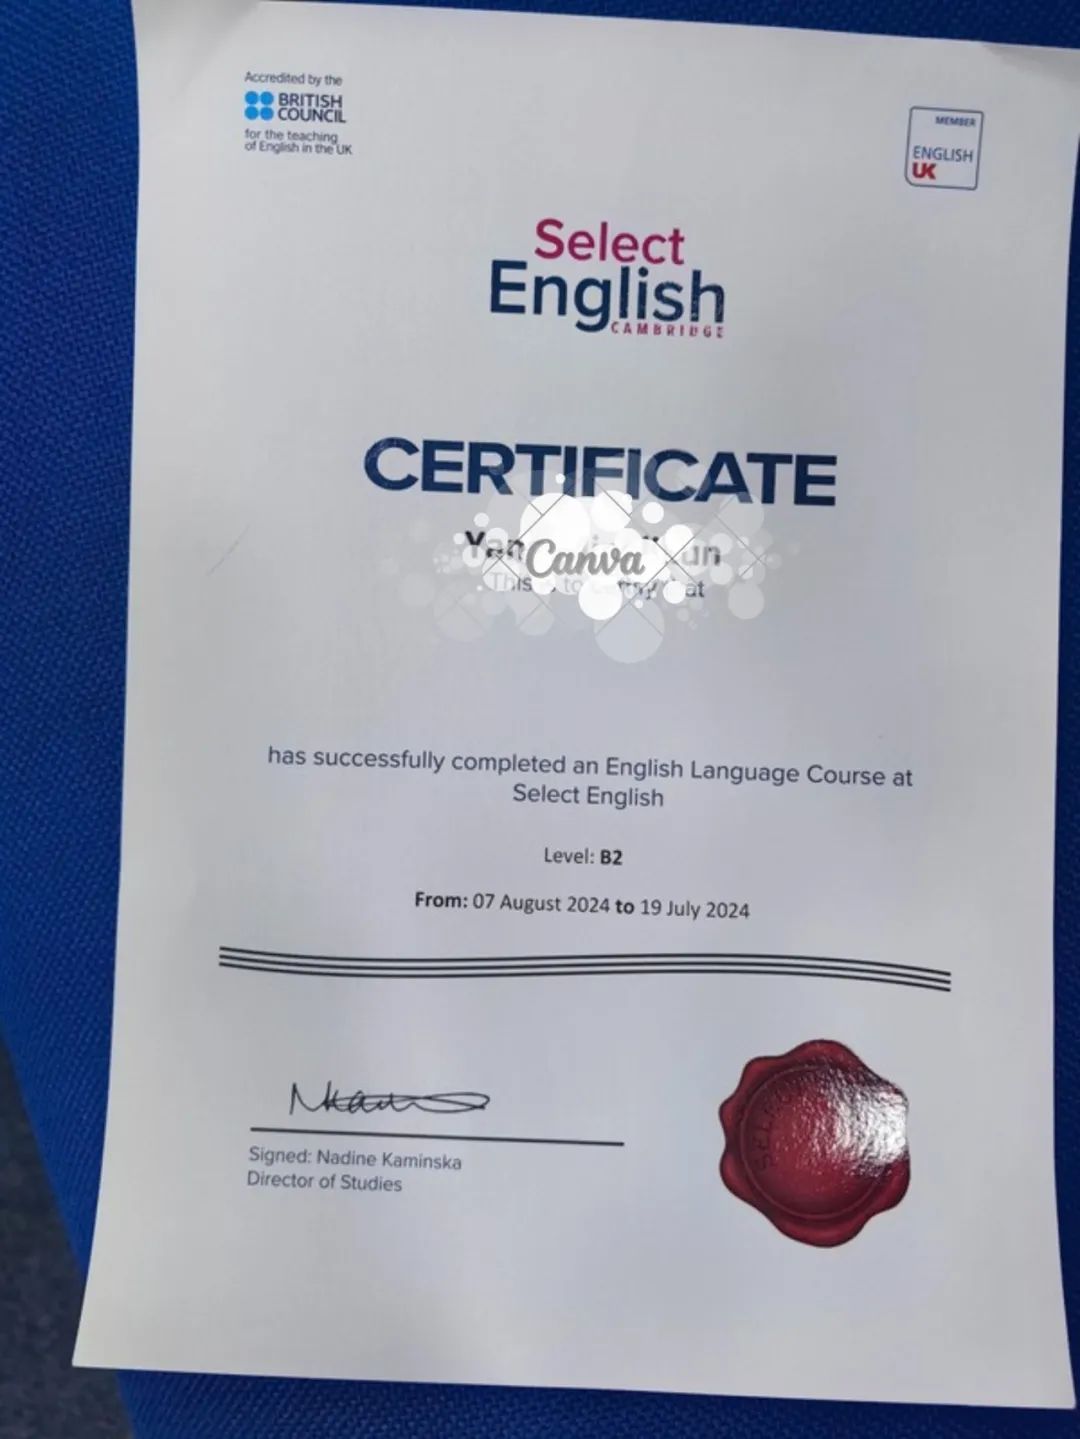 Accredited by the
BRITISH
COUNCIL
for the teaching
of English in the UK
MEMBER
ENGLISH
UK
Select
English
CAMBRIDGE
CERTIFICATE
Canva
This to
has successfully completed an English Language Course at
Select English
Level: B2
From: 07 August 2024 to 19 July 2024
Signed: Nadine Kaminska
Director of Studies